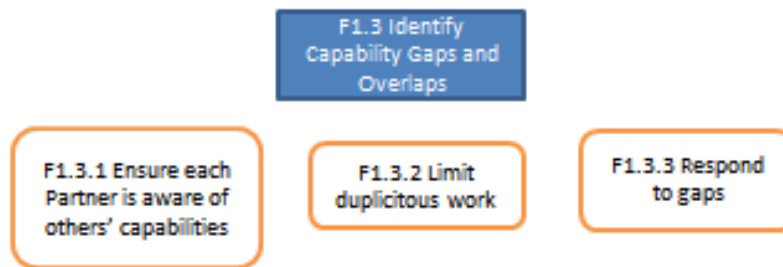 F1.3 Identify
Capability Gaps and
Overlaps
F1.3.1 Ensure each
Partner is aware of
others' capabilities
F1.3.2 Limit
duplicitous work
F1.3.3 Respond
to gaps